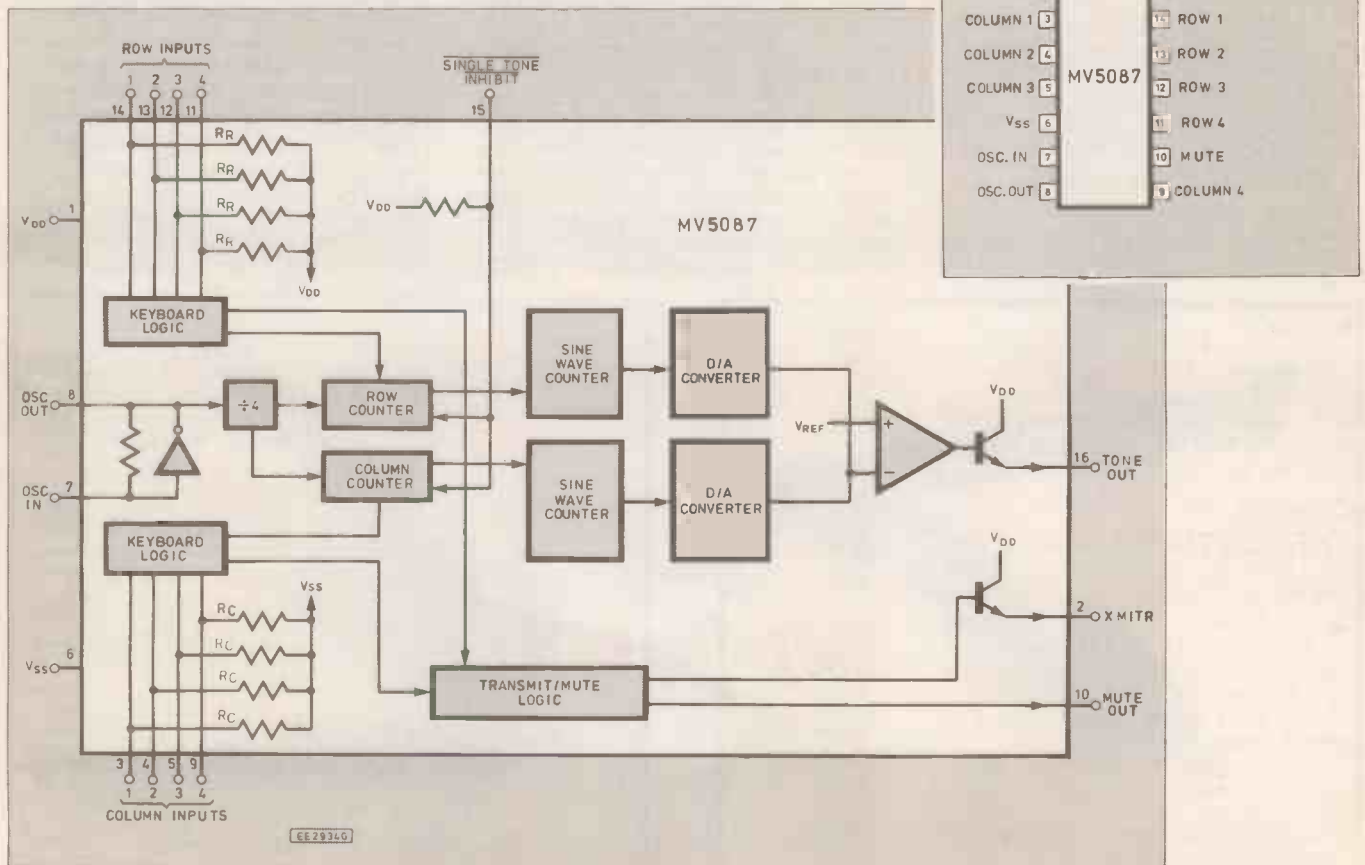 ROW INPUTS
1 2 3 4
14 13 12 11
SINGLE TONE
INHIBIT
15
RR
RR
RR
RR
VDD
VDD 1
VDD
MV5087
KEYBOARD
LOGIC
OSC
OUT 8
÷4
ROW
COUNTER
SINE
WAVE
COUNTER
D/A
CONVERTER
VREF
+
−
VDD
16 TONE
OUT
OSC
IN 7
COLUMN
COUNTER
SINE
WAVE
COUNTER
D/A
CONVERTER
KEYBOARD
LOGIC
VSS
RC
RC
RC
RC
VSS 6
TRANSMIT/MUTE
LOGIC
VDD
2 XMITR
10 MUTE
OUT
3 4 5 9
1 2 3 4
COLUMN INPUTS
EE2934G
COLUMN 1 3
COLUMN 2 4
COLUMN 3 5
VSS 6
OSC. IN 7
OSC. OUT 8
MV5087
14 ROW 1
13 ROW 2
12 ROW 3
11 ROW 4
10 MUTE
9 COLUMN 4